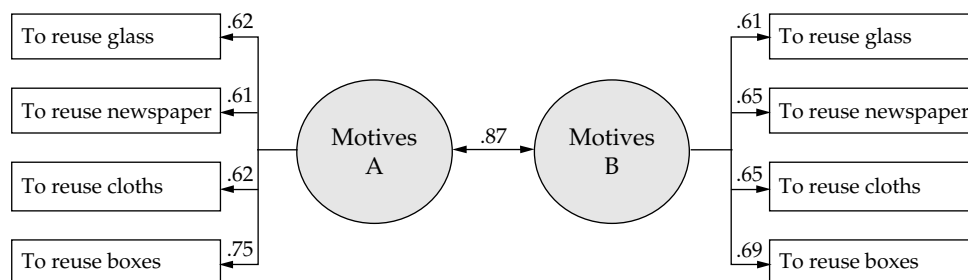 To reuse glass
.62
To reuse newspaper
.61
To reuse cloths
.62
To reuse boxes
.75
Motives
A
.87
Motives
B
.61
To reuse glass
.65
To reuse newspaper
.65
To reuse cloths
.69
To reuse boxes